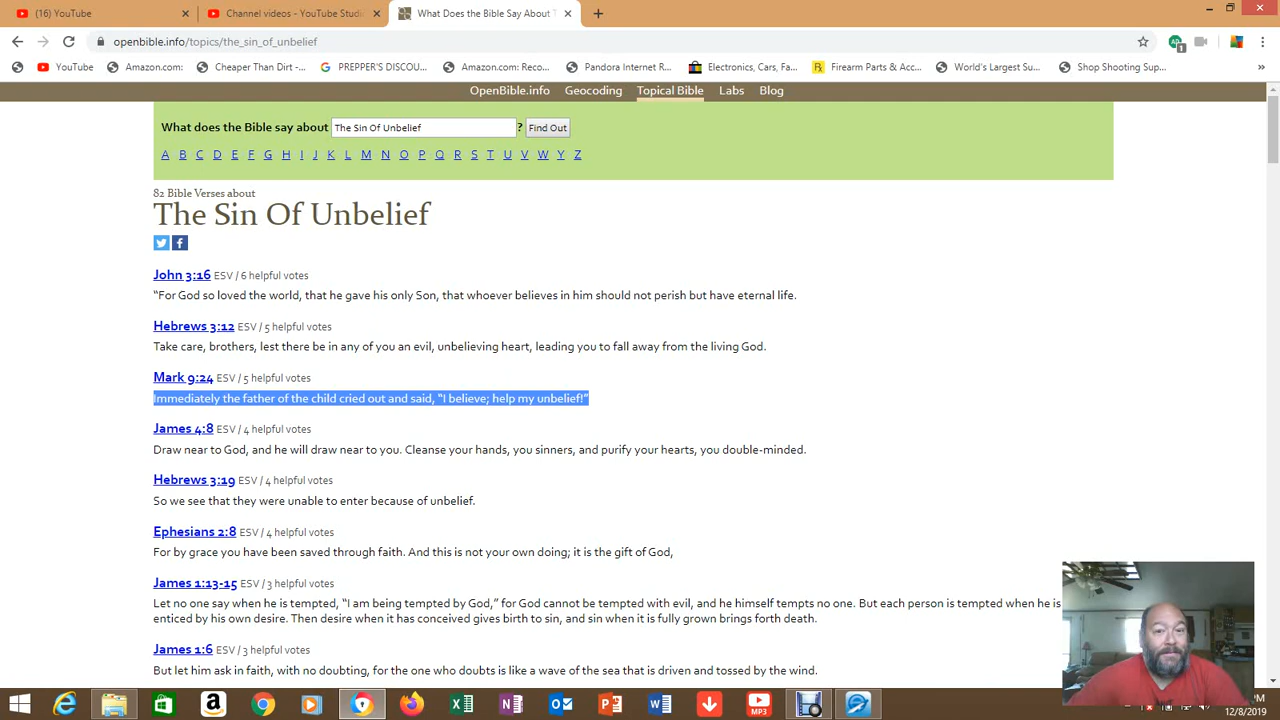 (16) YouTube
Channel videos - YouTube Studi
What Does the Bible Say About T
openbible.info/topics/the_sin_of_unbelief
YouTube
Amazon.com:
Cheaper Than Dirt -...
PREPPER'S DISCOU...
Amazon.com: Reco...
Pandora Internet R...
Electronics, Cars, Fa...
Firearm Parts & Acc...
World's Largest Su...
Shop Shooting Sup...
»
OpenBible.info Geocoding Topical Bible Labs Blog
What does the Bible say about The Sin Of Unbelief ? Find Out
A B C D E F G H I J K L M N O P Q R S T U V W Y Z
82 Bible Verses about
The Sin Of Unbelief
John 3:16 ESV / 6 helpful votes
“For God so loved the world, that he gave his only Son, that whoever believes in him should not perish but have eternal life.
Hebrews 3:12 ESV / 5 helpful votes
Take care, brothers, lest there be in any of you an evil, unbelieving heart, leading you to fall away from the living God.
Mark 9:24 ESV / 5 helpful votes
Immediately the father of the child cried out and said, “I believe; help my unbelief!”
James 4:8 ESV / 4 helpful votes
Draw near to God, and he will draw near to you. Cleanse your hands, you sinners, and purify your hearts, you double-minded.
Hebrews 3:19 ESV / 4 helpful votes
So we see that they were unable to enter because of unbelief.
Ephesians 2:8 ESV / 4 helpful votes
For by grace you have been saved through faith. And this is not your own doing; it is the gift of God,
James 1:13-15 ESV / 3 helpful votes
Let no one say when he is tempted, “I am being tempted by God,” for God cannot be tempted with evil, and he himself tempts no one. But each person is tempted when he is
enticed by his own desire. Then desire when it has conceived gives birth to sin, and sin when it is fully grown brings forth death.
James 1:6 ESV / 3 helpful votes
But let him ask in faith, with no doubting, for the one who doubts is like a wave of the sea that is driven and tossed by the wind.
MP3
12/8/2019